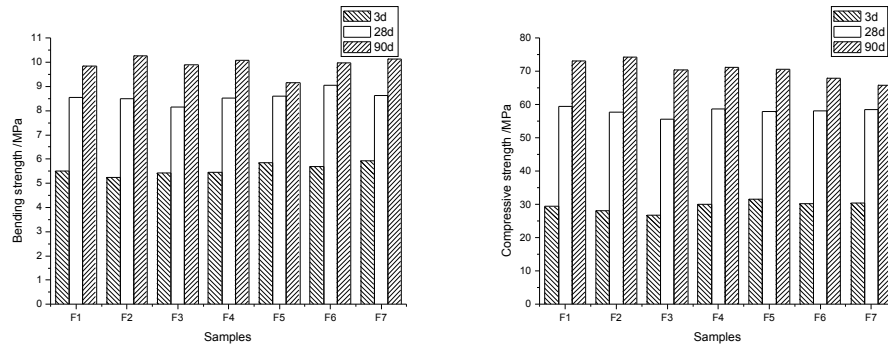 3d
28d
90d
11
10
9
8
7
6
5
4
3
2
1
0
Bending strength /MPa
F1 F2 F3 F4 F5 F6 F7
Samples
3d
28d
90d
80
70
60
50
40
30
20
10
0
Compressive strength /MPa
F1 F2 F3 F4 F5 F6 F7
Samples